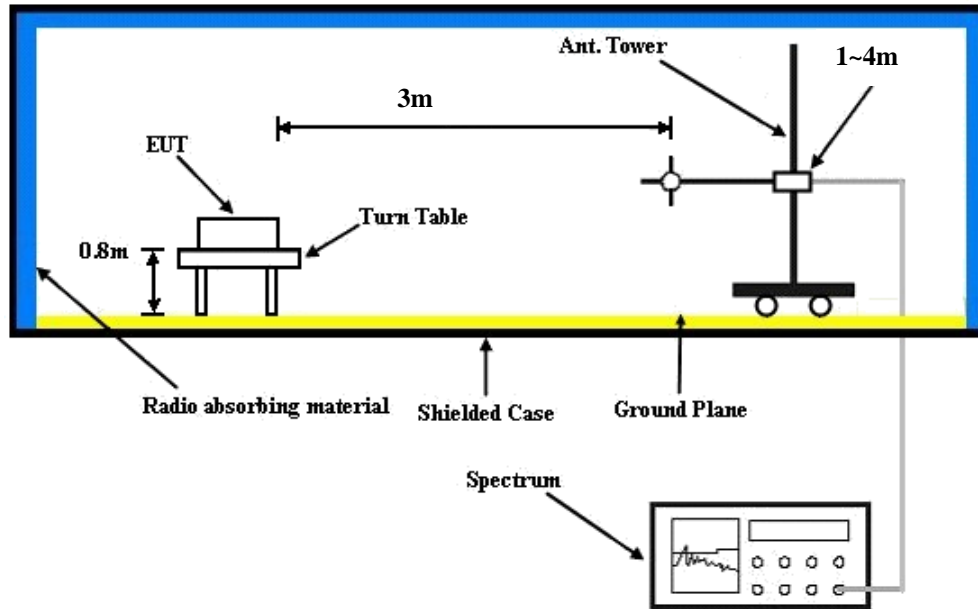 Ant. Tower
1~4m
3m
EUT
Turn Table
0.8m
Radio absorbing material
Shielded Case
Ground Plane
Spectrum